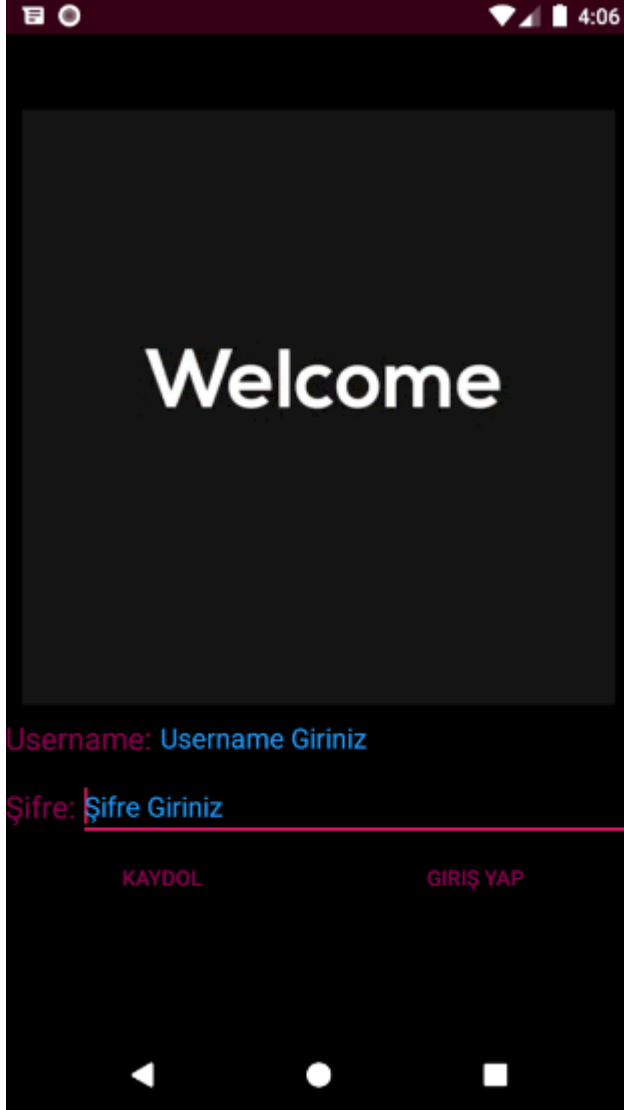 4:06
Welcome
Username: Username Giriniz
Şifre: Şifre Giriniz
KAYDOL GIRIŞ YAP